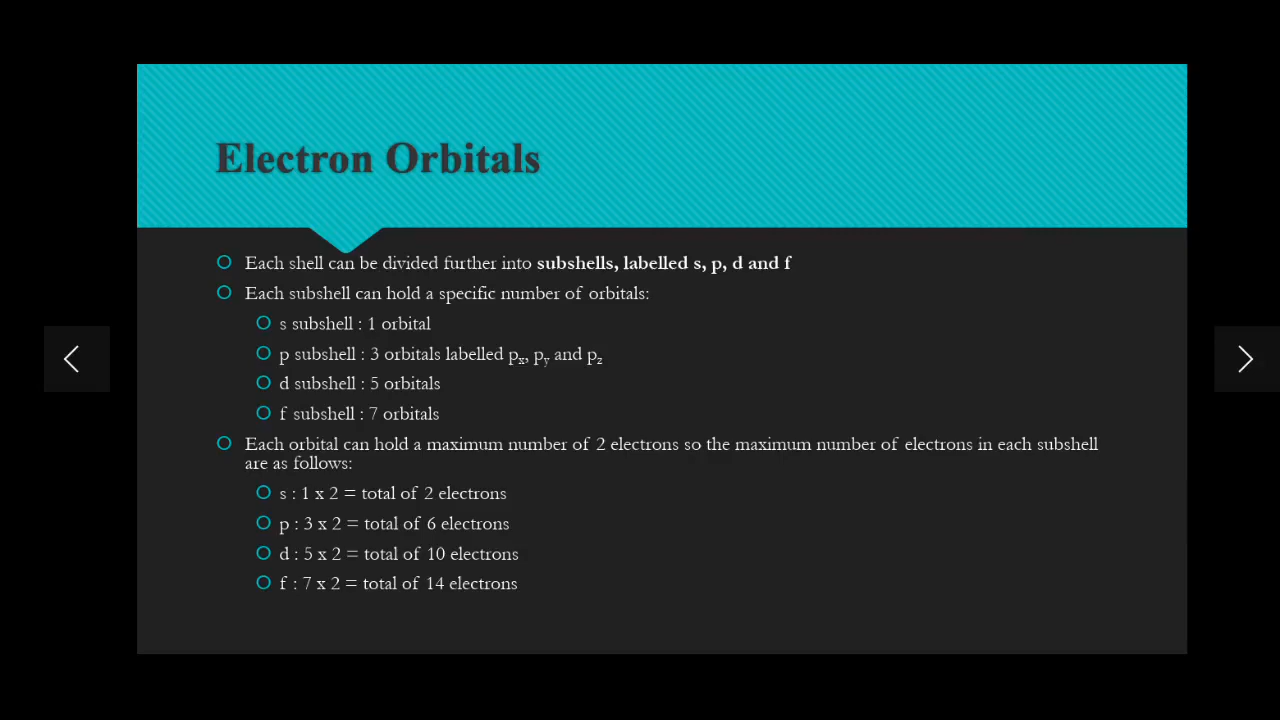 Electron Orbitals
Each shell can be divided further into subshells, labelled s, p, d and f
Each subshell can hold a specific number of orbitals:
s subshell : 1 orbital
p subshell : 3 orbitals labelled px, py and pz
d subshell : 5 orbitals
f subshell : 7 orbitals
Each orbital can hold a maximum number of 2 electrons so the maximum number of electrons in each subshell
are as follows:
s : 1 x 2 = total of 2 electrons
p : 3 x 2 = total of 6 electrons
d : 5 x 2 = total of 10 electrons
f : 7 x 2 = total of 14 electrons